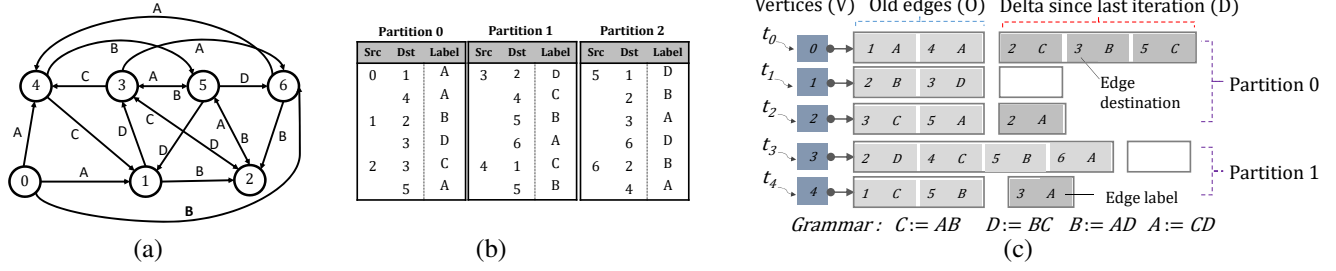 A
B
A
C
A
D
4
3
5
6
B
A
C
D
C
D
A
B
B
D
A
B
0
1
2
B
(a)
Partition 0 Partition 1 Partition 2
Src Dst Label Src Dst Label Src Dst Label
0 1 A 3 2 D 5 1 D
4 A 4 C 2 B
1 2 B 5 B 3 A
3 D 6 A 6 D
2 3 C 4 1 C 6 2 B
5 A 5 B 4 A
(b)
Vertices (V) Old edges (O) Delta since last iteration (D)
t0 0 1 A 4 A 2 C 3 B 5 C
t1 1 2 B 3 D Edge destination
Partition 0
t2 2 3 C 5 A 2 A
t3 3 2 D 4 C 5 B 6 A
Partition 1
t4 4 1 C 5 B 3 A Edge label
Grammar : C:= AB D:= BC B:= AD A:= CD
(c)